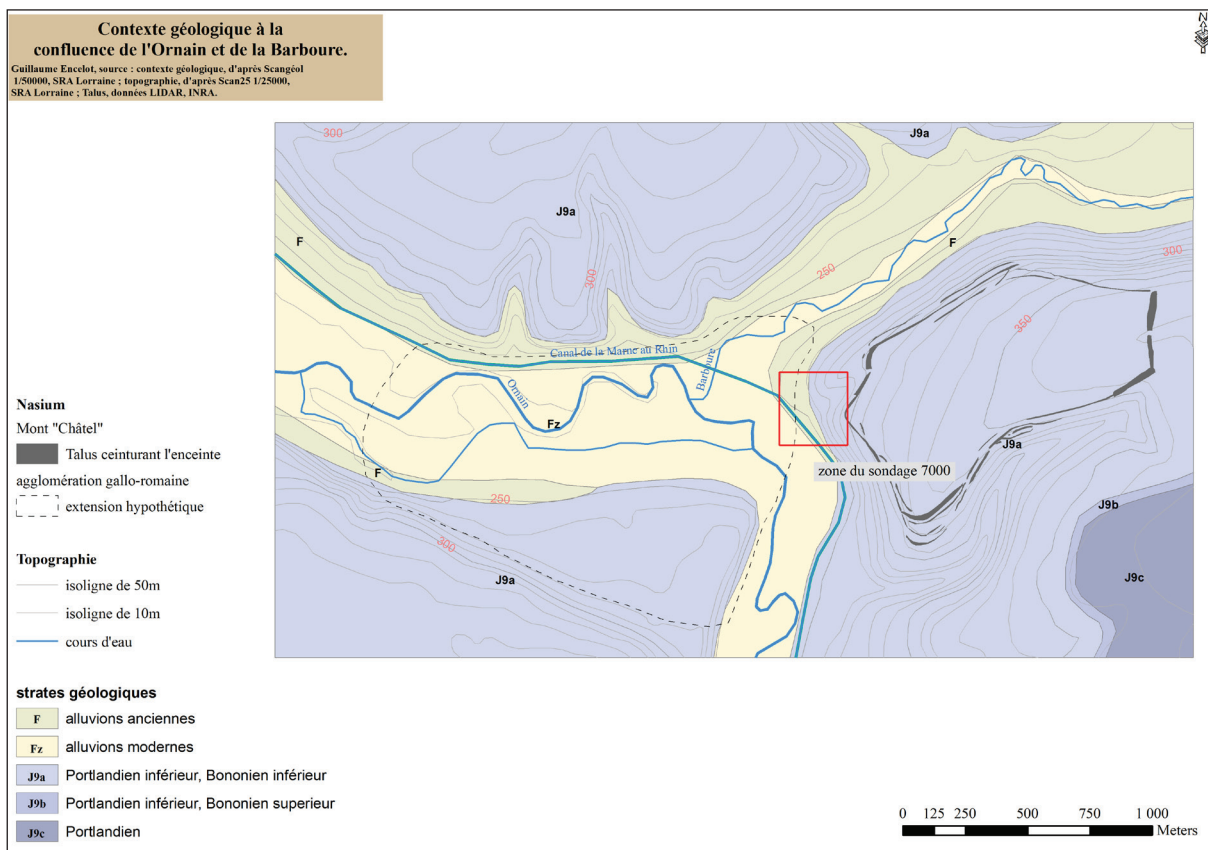 Contexte géologique à la
confluence de l'Ornain et de la Barboure.
Guillaume Encelot, source : contexte géologique, d'après Scangéol
1/50000, SRA Lorraine ; topographie, d'après Scan25 1/25000,
SRA Lorraine ; Talus, données LIDAR, INRA.
N
300
J9a
J9a
F
F
300
250
300
350
Canal de la Marne au Rhin
Barboure
Ornain
Fz
J9a
zone du sondage 7000
F
250
300
J9a
J9b
J9c
Nasium
Mont "Châtel"
Talus ceinturant l'enceinte
agglomération gallo-romaine
extension hypothétique
Topographie
isoligne de 50m
isoligne de 10m
cours d'eau
strates géologiques
F alluvions anciennes
Fz alluvions modernes
J9a Portlandien inférieur, Bononien inférieur
J9b Portlandien inférieur, Bononien superieur
J9c Portlandien
0 125 250 500 750 1 000
Meters